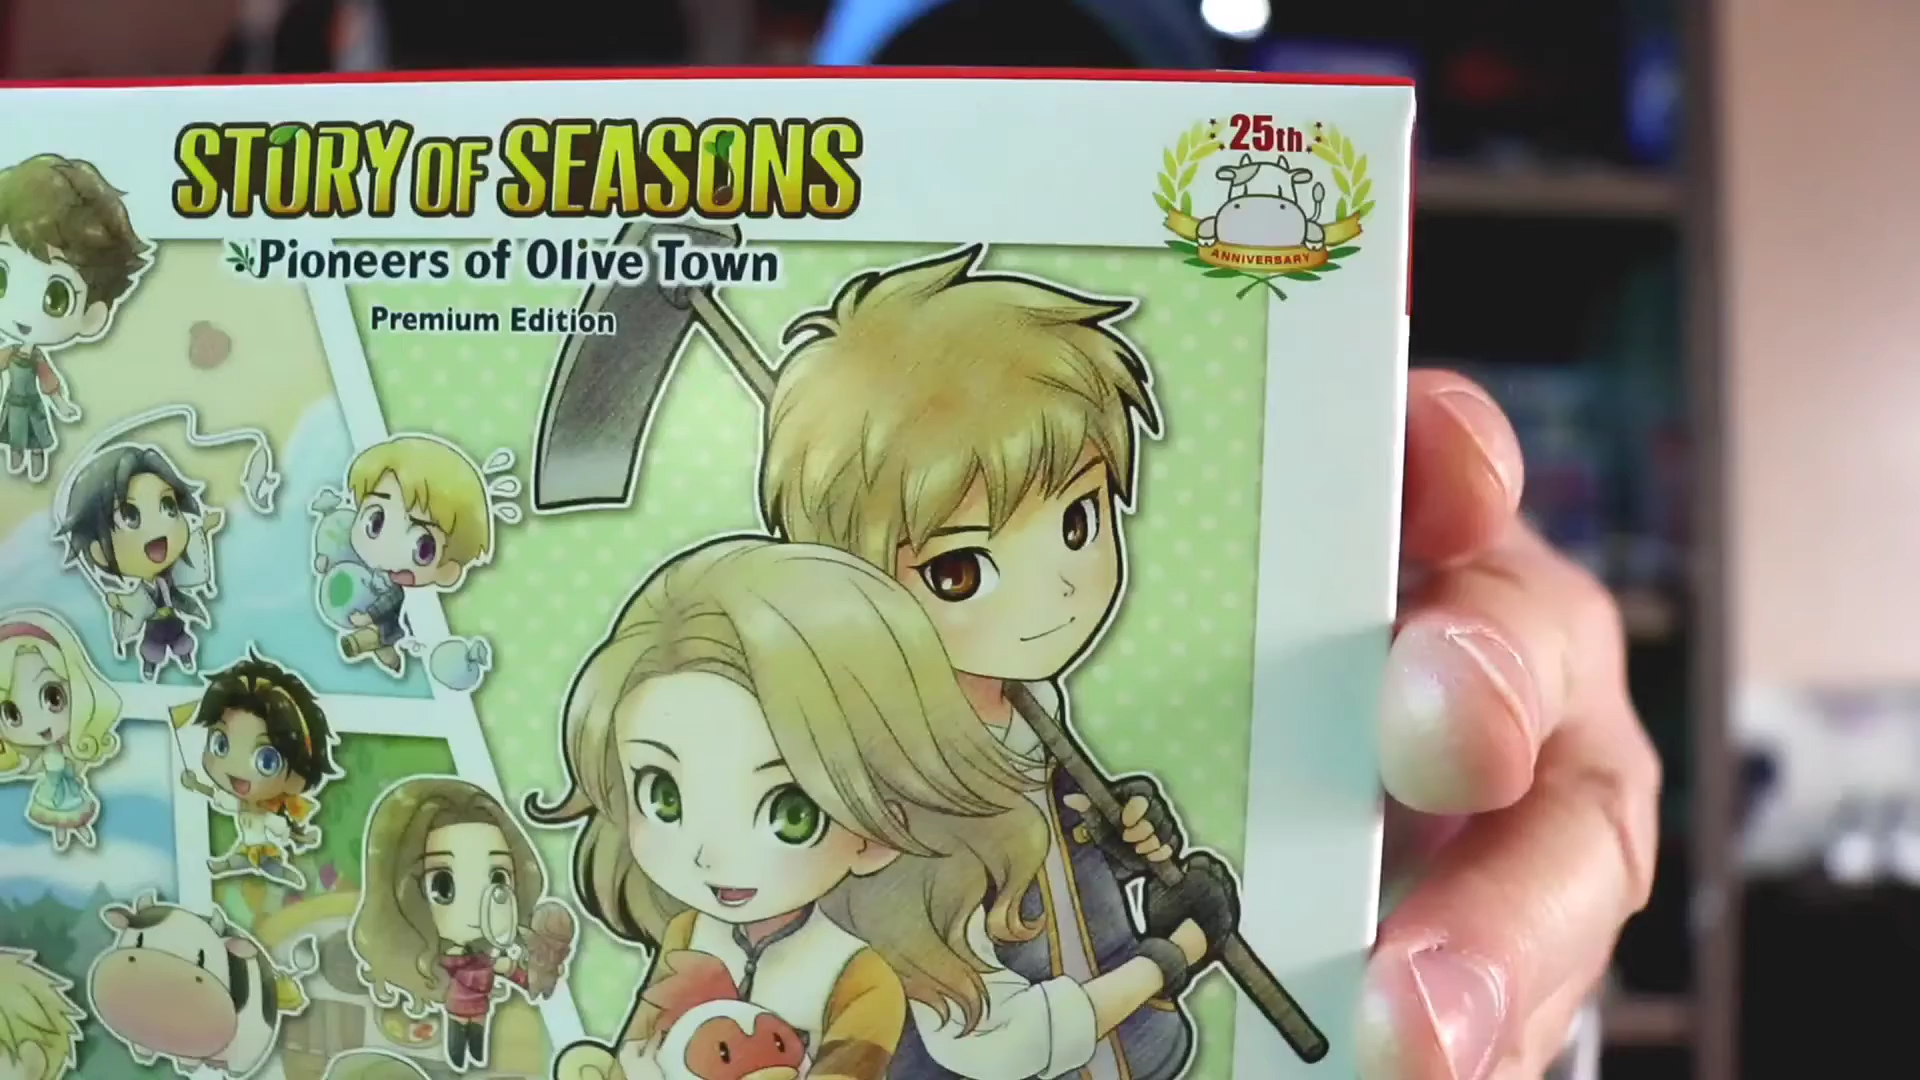 STORY OF SEASONS
Pioneers of Olive Town
Premium Edition
25th
ANNIVERSARY